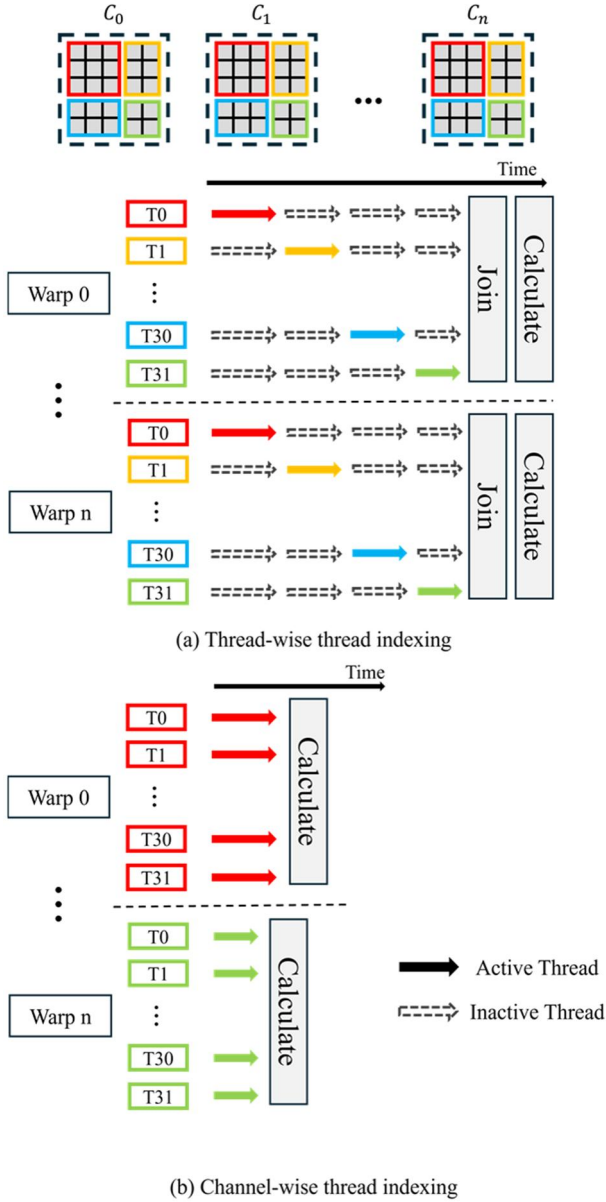 C₀ C₁ Cₙ
...
Time
T0
T1
Warp 0
⋮
T30
T31
Join
Calculate
⋮
T0
T1
Warp n
⋮
T30
T31
Join
Calculate
(a) Thread-wise thread indexing
Time
T0
T1
Warp 0
⋮
T30
T31
Calculate
⋮
T0
T1
Warp n
⋮
T30
T31
Calculate
Active Thread
Inactive Thread
(b) Channel-wise thread indexing